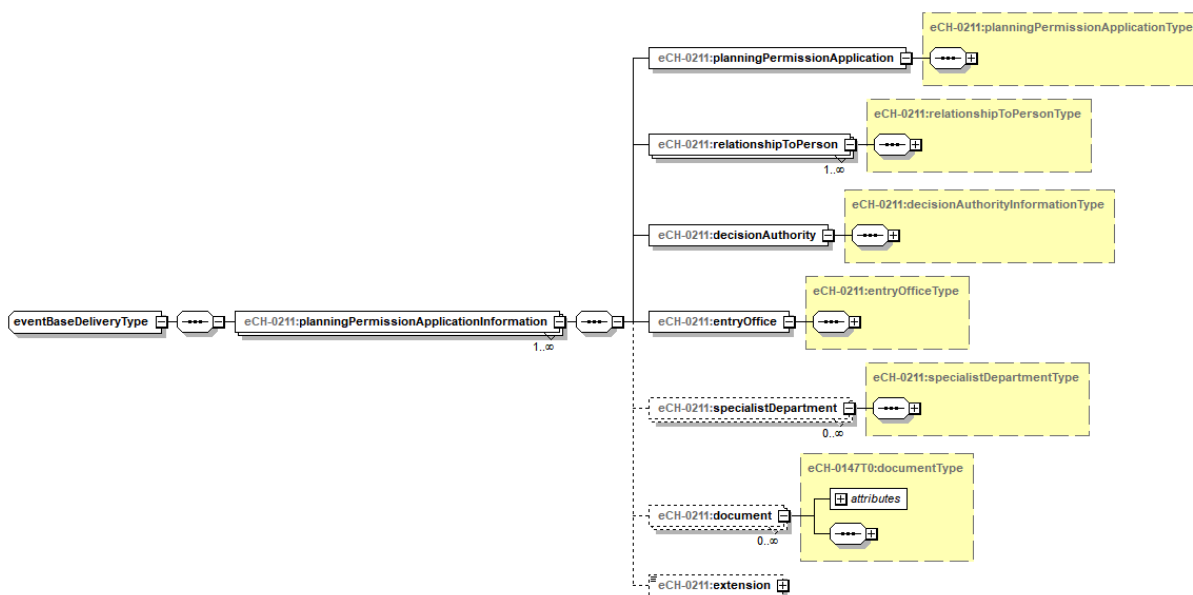 eCH-0211:planningPermissionApplicationType
eCH-0211:planningPermissionApplication
eCH-0211:relationshipToPersonType
eCH-0211:relationshipToPerson
1..∞
eCH-0211:decisionAuthorityInformationType
eCH-0211:decisionAuthority
eCH-0211:entryOfficeType
eventBaseDeliveryType
eCH-0211:planningPermissionApplicationInformation
1..∞
eCH-0211:entryOffice
eCH-0211:specialistDepartmentType
eCH-0211:specialistDepartment
0..∞
eCH-0147T0:documentType
attributes
eCH-0211:document
0..∞
eCH-0211:extension